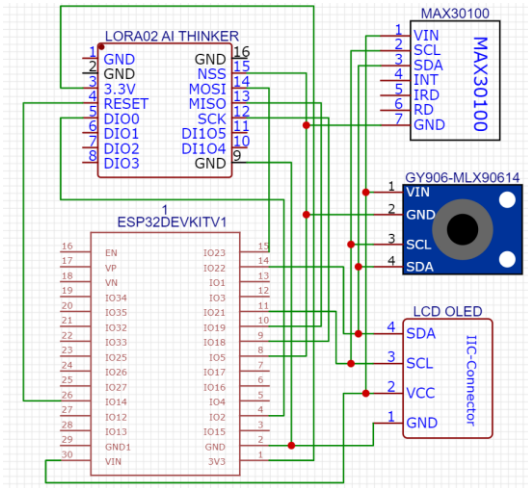 LORA02 AI THINKER
1 GND GND 16
2 GND NSS 15
3 3.3V MOSI 14
4 RESET MISO 13
5 DIO0 SCK 12
6 DIO1 DI1O5 11
7 DIO2 DI1O4 10
8 DIO3 GND 9
MAX30100
1 VIN
2 SCL
3 SDA
4 INT
5 IRD
6 RD
7 GND
MAX30100
GY906-MLX90614
1 VIN
2 GND
3 SCL
4 SDA
1
ESP32DEVKITV1
16 EN IO23 15
17 VP IO22 14
18 VN IO1 13
19 IO34 IO3 12
20 IO35 IO21 11
21 IO32 IO19 10
22 IO33 IO18 9
23 IO25 IO5 8
24 IO26 IO17 7
25 IO27 IO16 6
26 IO14 IO4 5
27 IO12 IO2 4
28 IO13 IO15 3
29 GND1 GND 2
30 VIN 3V3 1
LCD OLED
4 SDA
3 SCL
2 VCC
1 GND
IIC-Connector